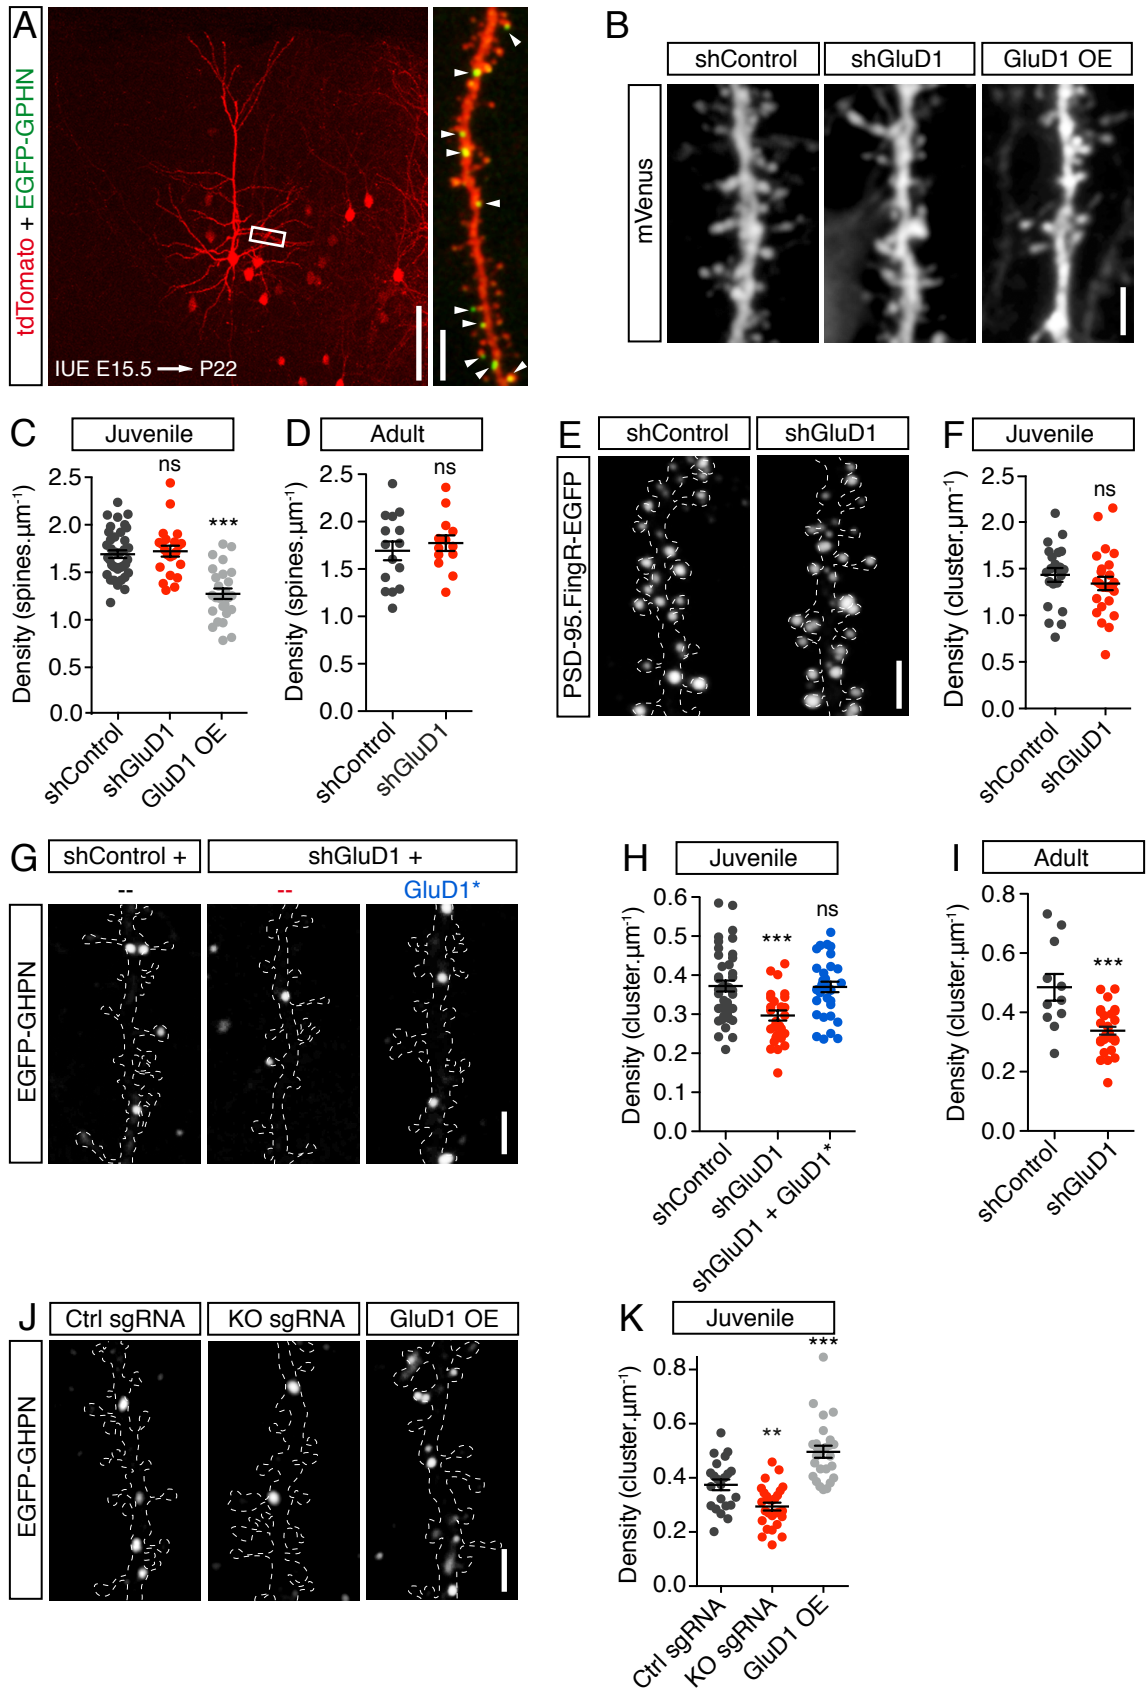 A
tdTomato + EGFP-GPHN
IUE E15.5 → P22
B
shControl shGluD1 GluD1 OE
mVenus
C Juvenile
Density (spines.µm⁻¹)
2.5
2.0
1.5
1.0
0.5
0.0
ns
***
shControl shGluD1 GluD1 OE
D Adult
Density (spines.µm⁻¹)
2.5
2.0
1.5
1.0
0.5
0.0
ns
shControl shGluD1
E shControl shGluD1
PSD-95.FingR-EGFP
F Juvenile
Density (cluster.µm⁻¹)
2.5
2.0
1.5
1.0
0.5
0.0
ns
shControl shGluD1
G shControl + shGluD1 +
-- -- GluD1*
EGFP-GHPN
H Juvenile
Density (cluster.µm⁻¹)
0.6
0.5
0.4
0.3
0.2
0.1
0.0
***
ns
shControl shGluD1 shGluD1 + GluD1*
I Adult
Density (cluster.µm⁻¹)
0.8
0.6
0.4
0.2
0.0
***
shControl shGluD1
J Ctrl sgRNA KO sgRNA GluD1 OE
EGFP-GHPN
K Juvenile
Density (cluster.µm⁻¹)
0.8
0.6
0.4
0.2
0.0
**
***
Ctrl sgRNA KO sgRNA GluD1 OE